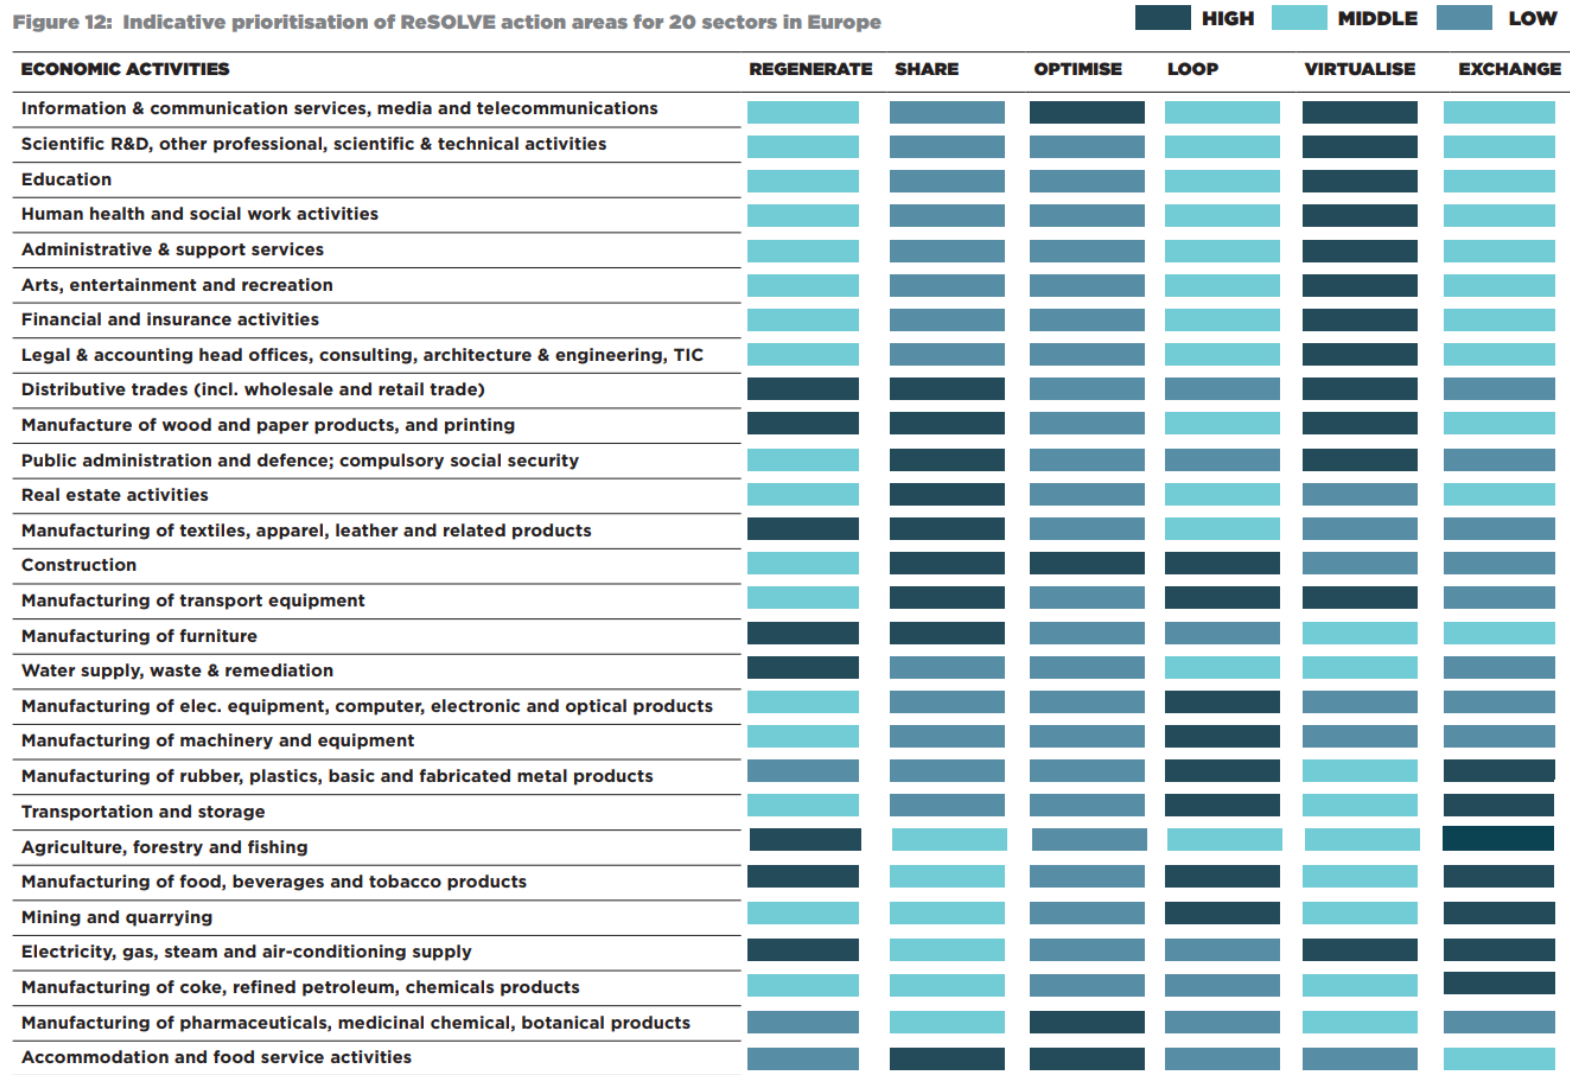 Figure 12: Indicative prioritisation of ReSOLVE action areas for 20 sectors in Europe
HIGH MIDDLE LOW
ECONOMIC ACTIVITIES REGENERATE SHARE OPTIMISE LOOP VIRTUALISE EXCHANGE
Information & communication services, media and telecommunications
Scientific R&D, other professional, scientific & technical activities
Education
Human health and social work activities
Administrative & support services
Arts, entertainment and recreation
Financial and insurance activities
Legal & accounting head offices, consulting, architecture & engineering, TIC
Distributive trades (incl. wholesale and retail trade)
Manufacture of wood and paper products, and printing
Public administration and defence; compulsory social security
Real estate activities
Manufacturing of textiles, apparel, leather and related products
Construction
Manufacturing of transport equipment
Manufacturing of furniture
Water supply, waste & remediation
Manufacturing of elec. equipment, computer, electronic and optical products
Manufacturing of machinery and equipment
Manufacturing of rubber, plastics, basic and fabricated metal products
Transportation and storage
Agriculture, forestry and fishing
Manufacturing of food, beverages and tobacco products
Mining and quarrying
Electricity, gas, steam and air-conditioning supply
Manufacturing of coke, refined petroleum, chemicals products
Manufacturing of pharmaceuticals, medicinal chemical, botanical products
Accommodation and food service activities